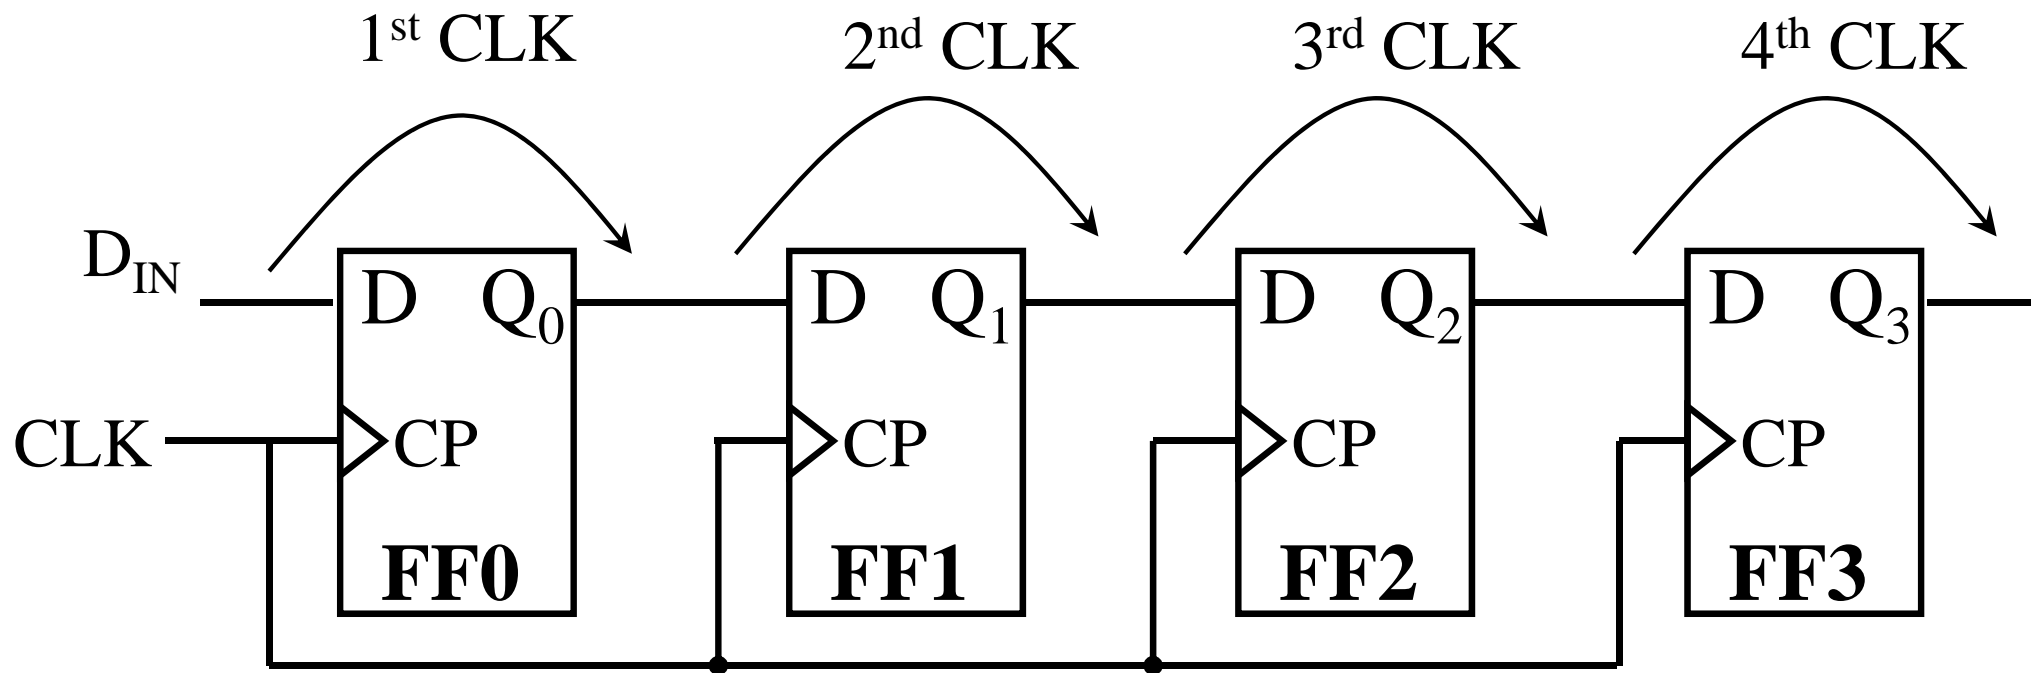 1st CLK
2nd CLK
3rd CLK
4th CLK
DIN
D Q0
D Q1
D Q2
D Q3
CLK
CP
CP
CP
CP
FF0
FF1
FF2
FF3